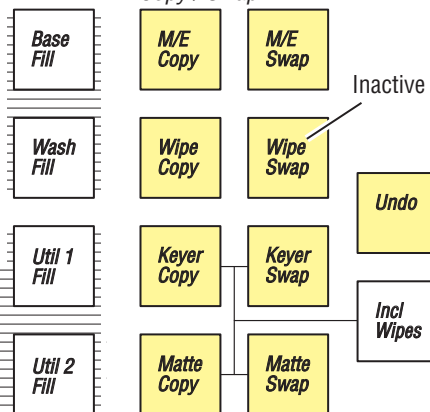 Base
Fill
M/E
Copy
M/E
Swap
Inactive
Wash
Fill
Wipe
Copy
Wipe
Swap
Undo
Util 1
Fill
Keyer
Copy
Keyer
Swap
Incl
Wipes
Util 2
Fill
Matte
Copy
Matte
Swap